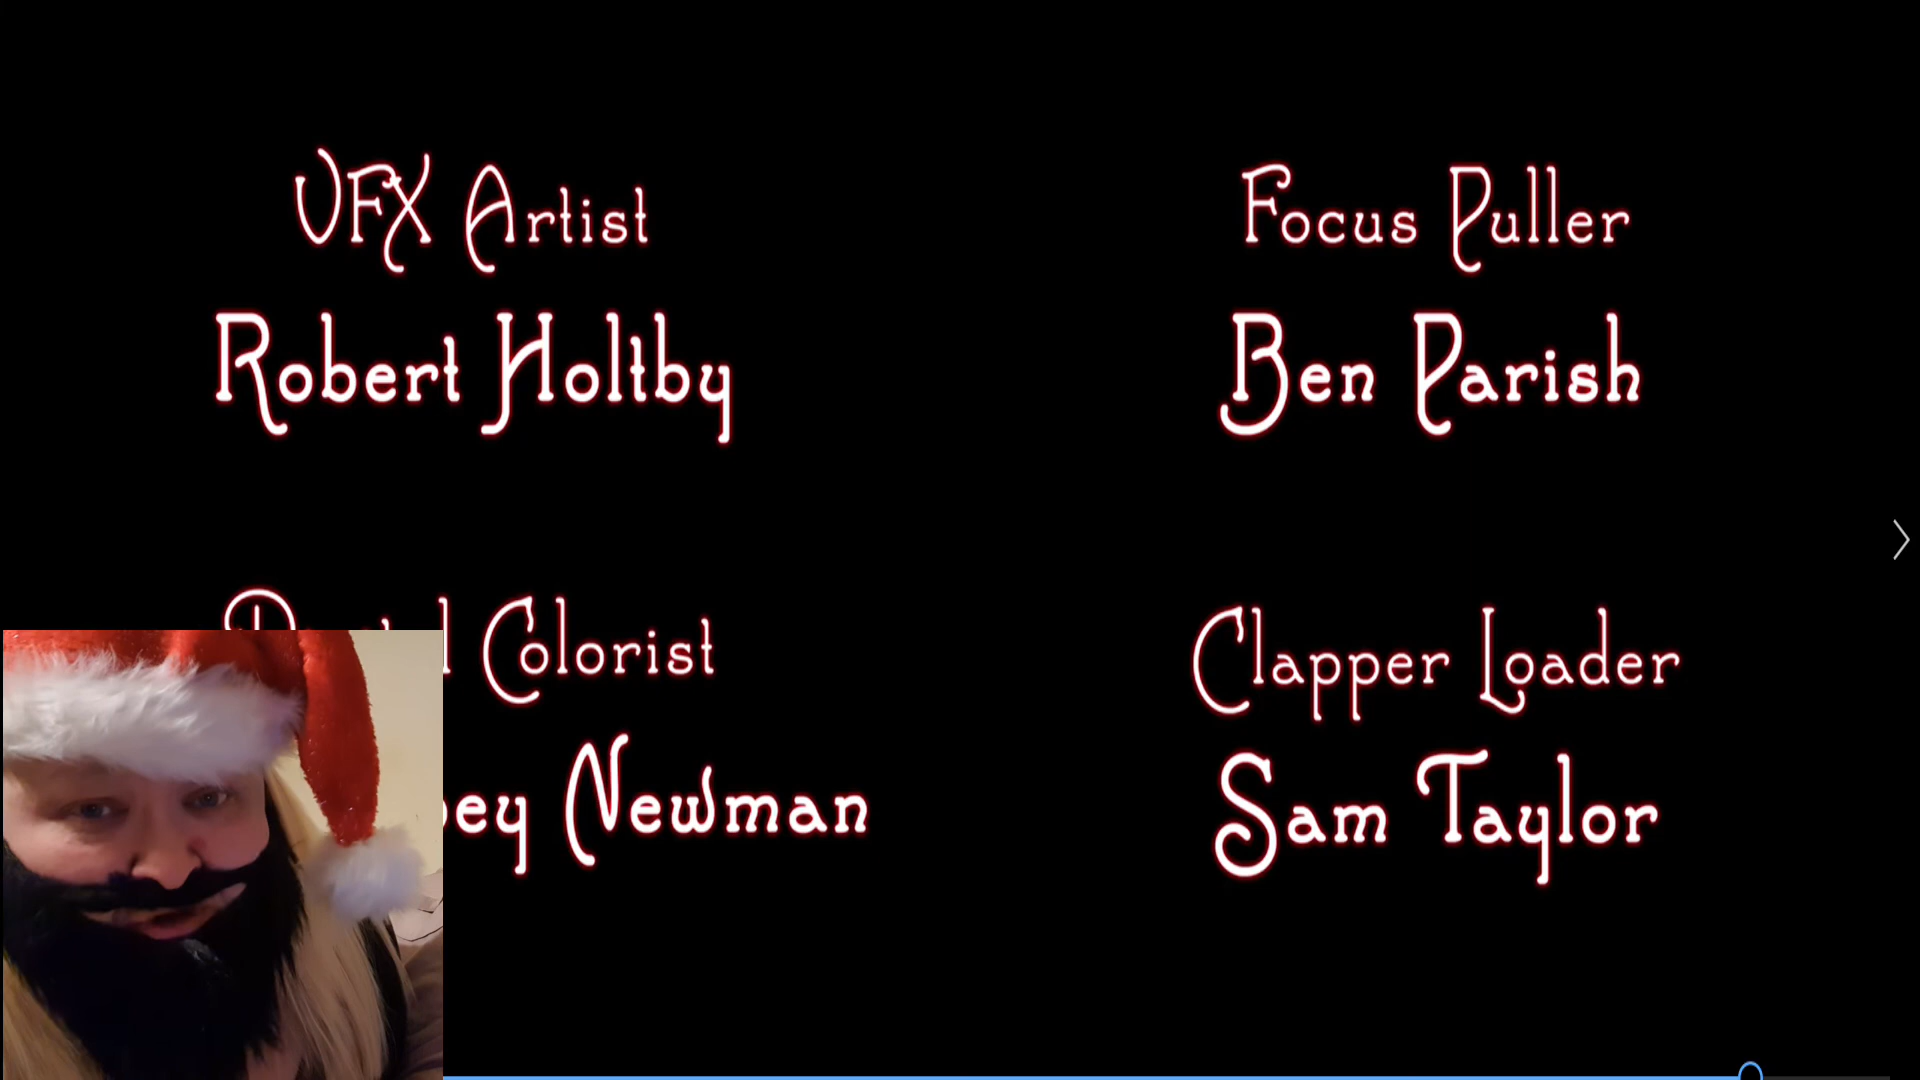 VFX Artist
Robert Holtby
Focus Puller
Ben Parish
Colorist
Newman
Clapper Loader
Sam Taylor